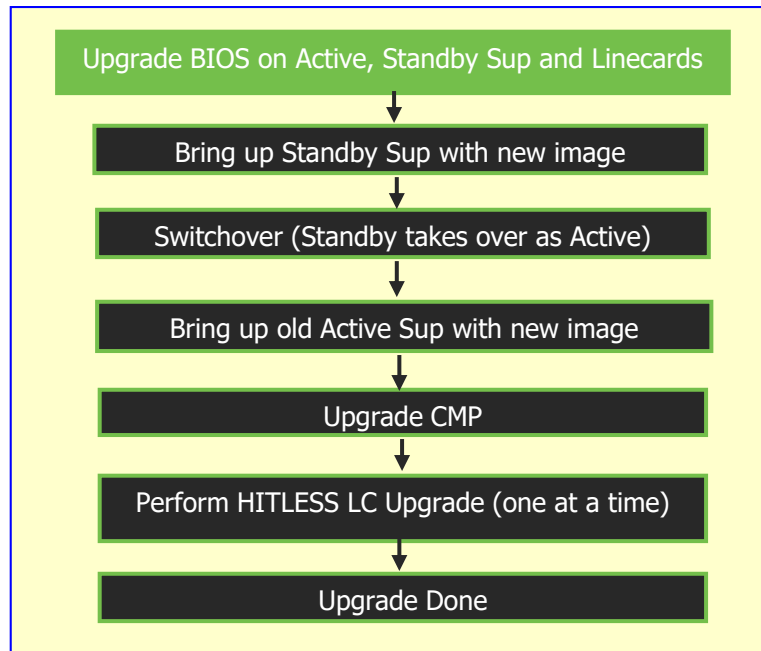 Upgrade BIOS on Active, Standby Sup and Linecards
Bring up Standby Sup with new image
Switchover (Standby takes over as Active)
Bring up old Active Sup with new image
Upgrade CMP
Perform HITLESS LC Upgrade (one at a time)
Upgrade Done